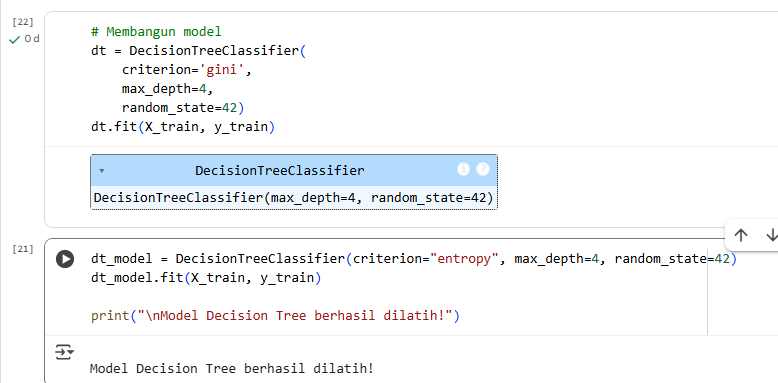 [22]
0 d
# Membangun model
dt = DecisionTreeClassifier(
    criterion='gini',
    max_depth=4,
    random_state=42)
dt.fit(X_train, y_train)
DecisionTreeClassifier
i ?
DecisionTreeClassifier(max_depth=4, random_state=42)
[21]
dt_model = DecisionTreeClassifier(criterion="entropy", max_depth=4, random_state=42)
dt_model.fit(X_train, y_train)
print("\nModel Decision Tree berhasil dilatih!")
Model Decision Tree berhasil dilatih!